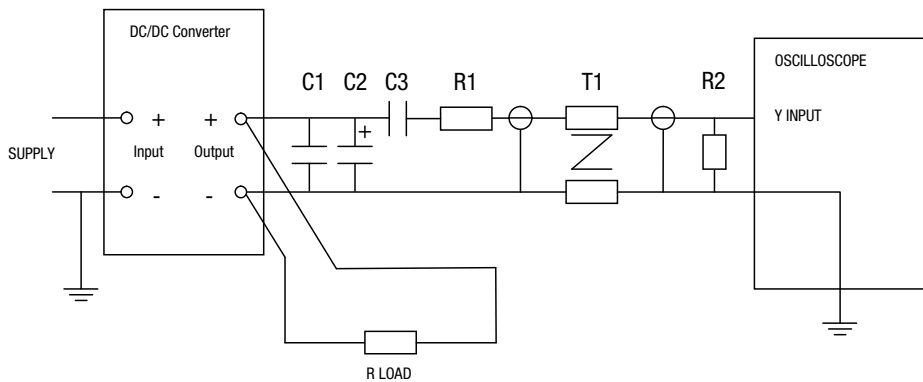 DC/DC Converter
OSCILLOSCOPE
C1 C2 C3 R1 T1 R2
+ + + Y INPUT
SUPPLY Input Output
- -
R LOAD